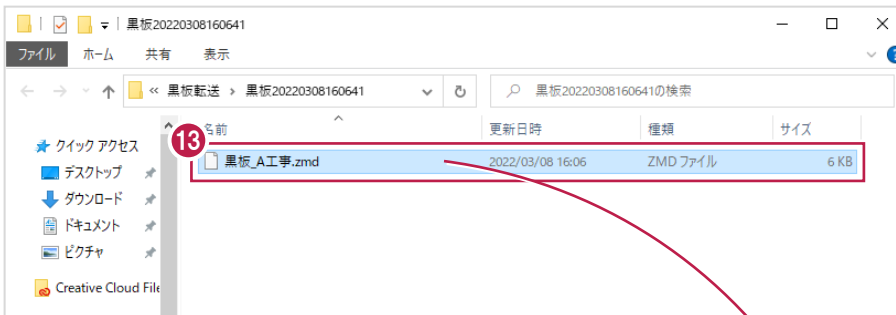 黒板20220308160641
ファイル ホーム 共有 表示
« 黒板転送 › 黒板20220308160641
黒板20220308160641の検索
名前 更新日時 種類 サイズ
13
黒板_A工事.zmd 2022/03/08 16:06 ZMD ファイル 6 KB
クイック アクセス
デスクトップ
ダウンロード
ドキュメント
ピクチャ
Creative Cloud File